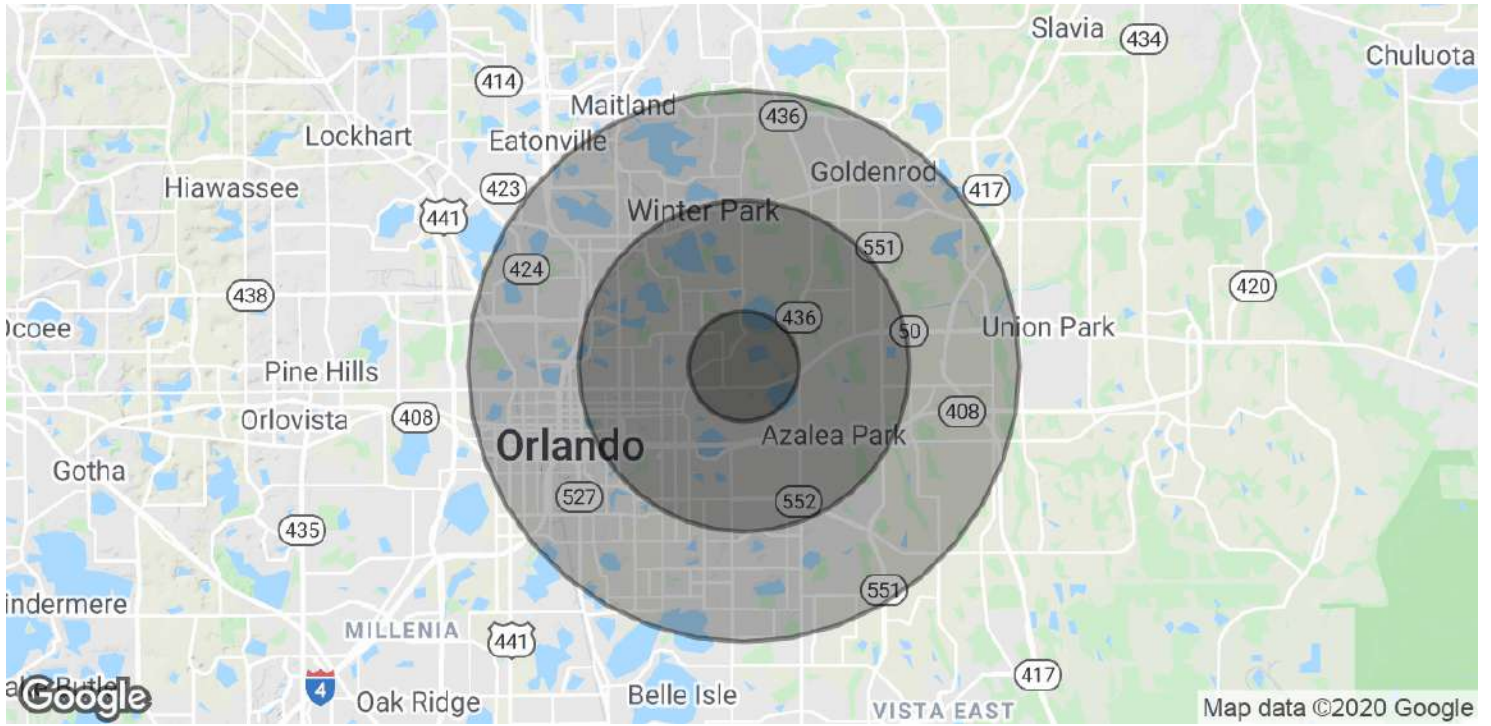 Slavia
434
Chuluota
414
Maitland
436
Lockhart
Eatonville
Goldenrod
Hiawassee
423
417
441
Winter Park
551
424
420
438
436
Ocoee
50
Union Park
Pine Hills
Orlovista
408
408
Azalea Park
Orlando
Gotha
527
552
435
551
indermere
MILLENIA
441
417
4
Oak Ridge
Belle Isle
VISTA EAST
Google
Map data ©2020 Google